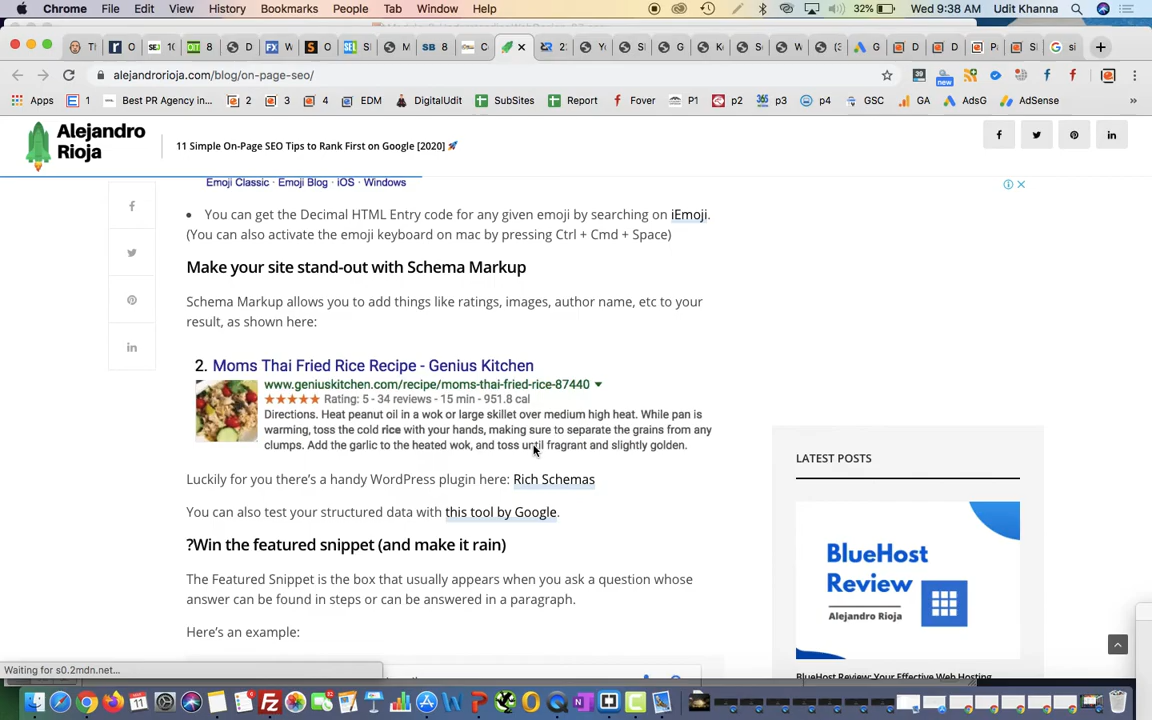 Chrome File Edit View History Bookmarks People Tab Window Help 32% Wed 9:38 AM Udit Khanna
alejandrorioja.com/blog/on-page-seo/
Apps 1 Best PR Agency in... 2 3 4 EDM DigitalUdit SubSites Report Fover P1 p2 p3 p4 GSC GA AdsG AdSense »
Alejandro
Rioja
11 Simple On-Page SEO Tips to Rank First on Google [2020] 🚀
Emoji Classic · Emoji Blog · iOS · Windows
• You can get the Decimal HTML Entry code for any given emoji by searching on iEmoji.
(You can also activate the emoji keyboard on mac by pressing Ctrl + Cmd + Space)
Make your site stand-out with Schema Markup
Schema Markup allows you to add things like ratings, images, author name, etc to your
result, as shown here:
2. Moms Thai Fried Rice Recipe - Genius Kitchen
www.geniuskitchen.com/recipe/moms-thai-fried-rice-87440
★★★★★ Rating: 5 - 34 reviews - 15 min - 951.8 cal
Directions. Heat peanut oil in a wok or large skillet over medium high heat. While pan is
warming, toss the cold rice with your hands, making sure to separate the grains from any
clumps. Add the garlic to the heated wok, and toss until fragrant and slightly golden.
Luckily for you there's a handy WordPress plugin here: Rich Schemas
You can also test your structured data with this tool by Google.
?Win the featured snippet (and make it rain)
The Featured Snippet is the box that usually appears when you ask a question whose
answer can be found in steps or can be answered in a paragraph.
Here's an example:
LATEST POSTS
BlueHost
Review:
Alejandro Rioja
BlueHost Review: Your Effective Web Hosting
Waiting for s0.2mdn.net...